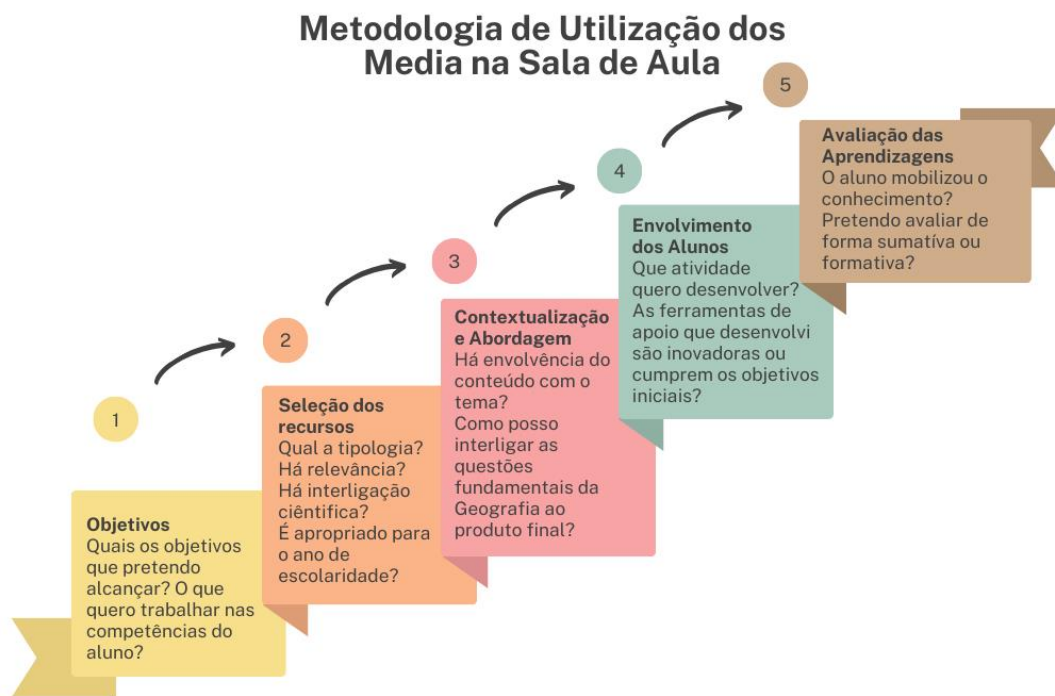 Metodologia de Utilização dos
Media na Sala de Aula
1
Objetivos
Quais os objetivos
que pretendo
alcançar? O que
quero trabalhar nas
competências do
aluno?
2
Seleção dos
recursos
Qual a tipologia?
Há relevância?
Há interligação
ciêntifica?
É apropriado para
o ano de
escolaridade?
3
Contextualização
e Abordagem
Há envolvência do
conteúdo com o
tema?
Como posso
interligar as
questões
fundamentais da
Geografia ao
produto final?
4
Envolvimento
dos Alunos
Que atividade
quero desenvolver?
As ferramentas de
apoio que desenvolvi
são inovadoras ou
cumprem os objetivos
iniciais?
5
Avaliação das
Aprendizagens
O aluno mobilizou o
conhecimento?
Pretendo avaliar de
forma sumatíva ou
formativa?